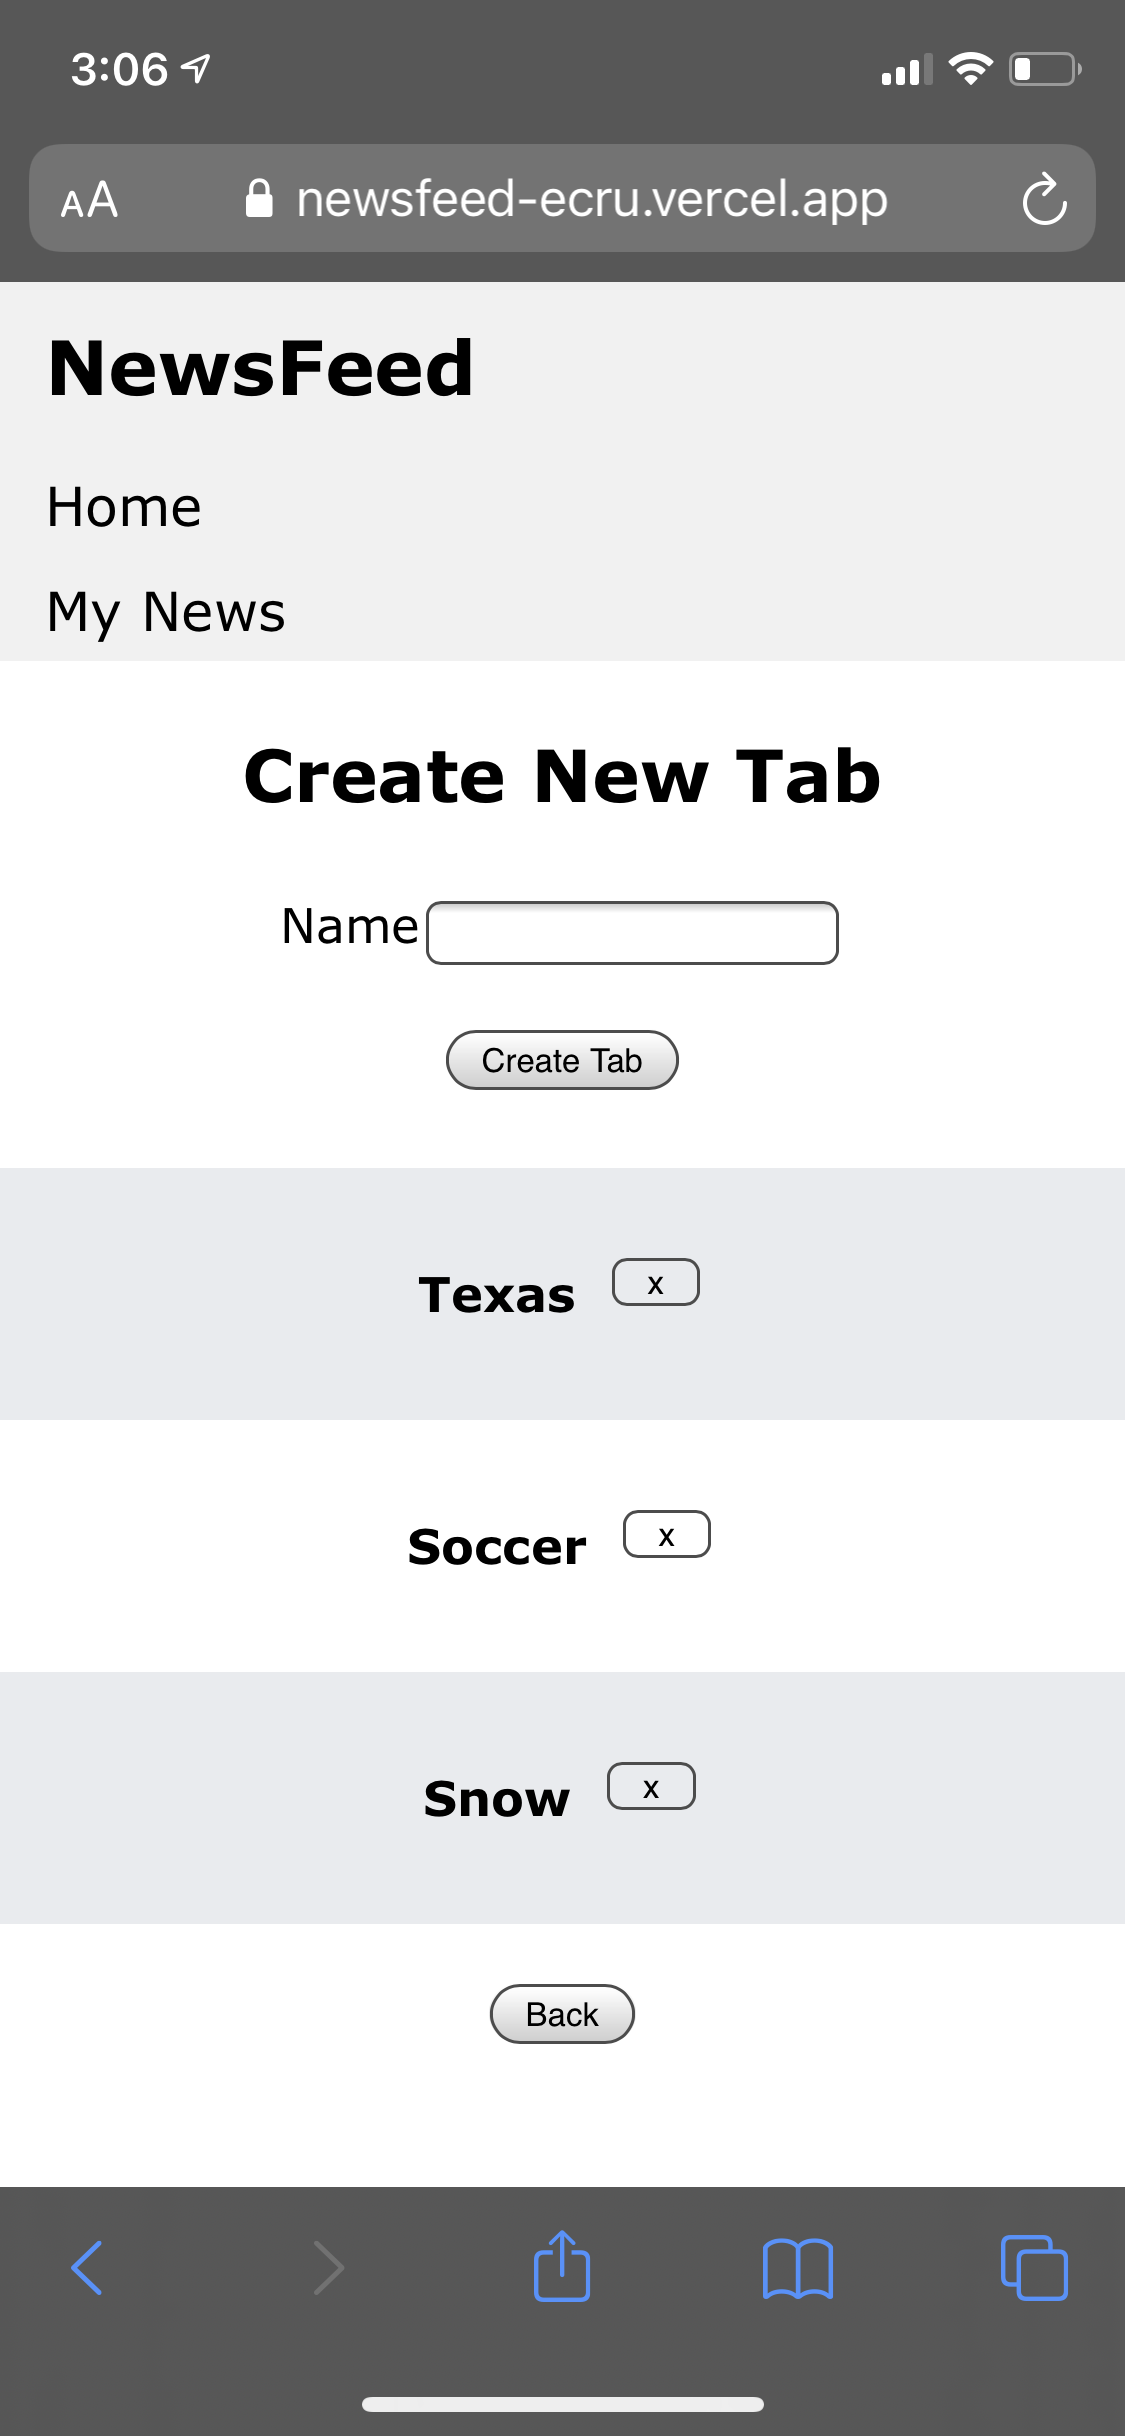 3:06
AA newsfeed-ecru.vercel.app
NewsFeed
Home
My News
Create New Tab
Name
Create Tab
Texas x
Soccer x
Snow x
Back